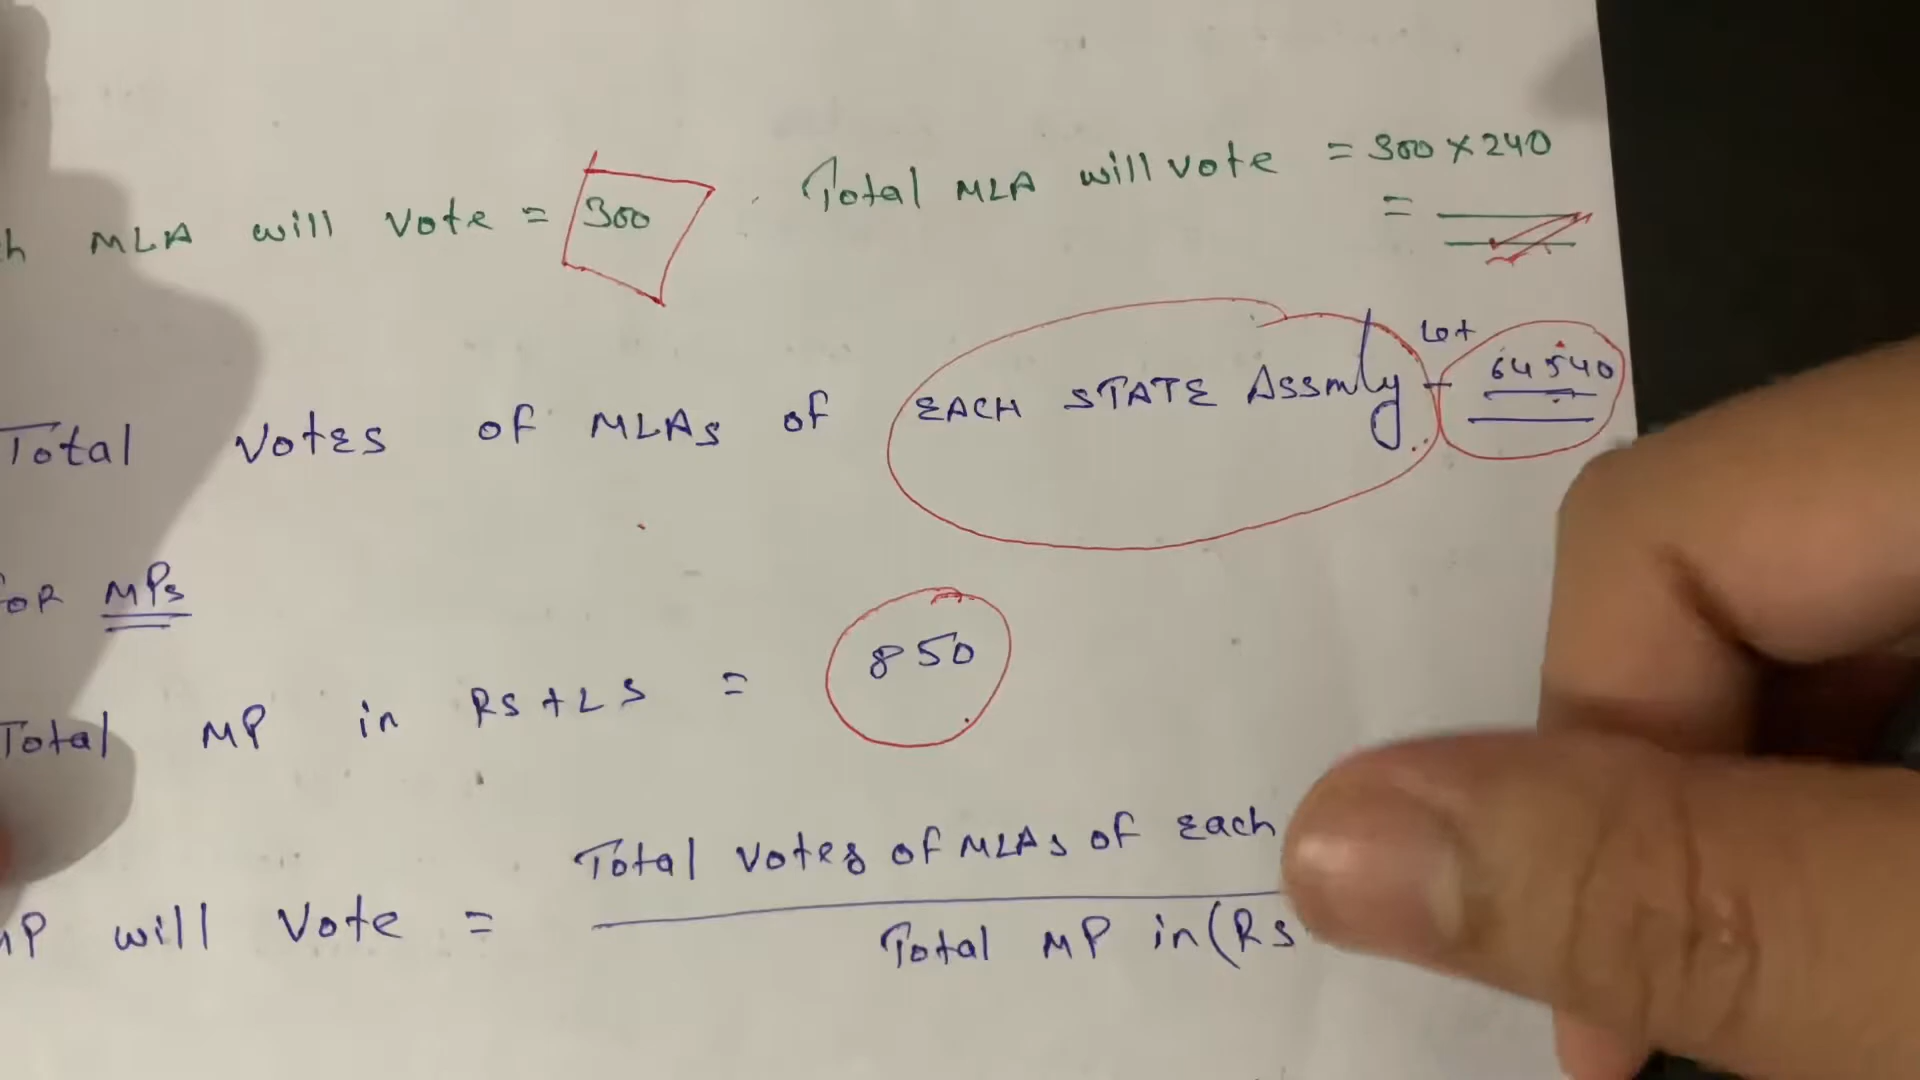 h MLA will vote = 300 . Total MLA will vote = 300 x 240
=
Total votes of MLAs of EACH STATE Assmly = Let 64540
For MPs
Total MP in RS + LS = 850
MP will vote = Total votes of MLAs of each
Total MP in (RS